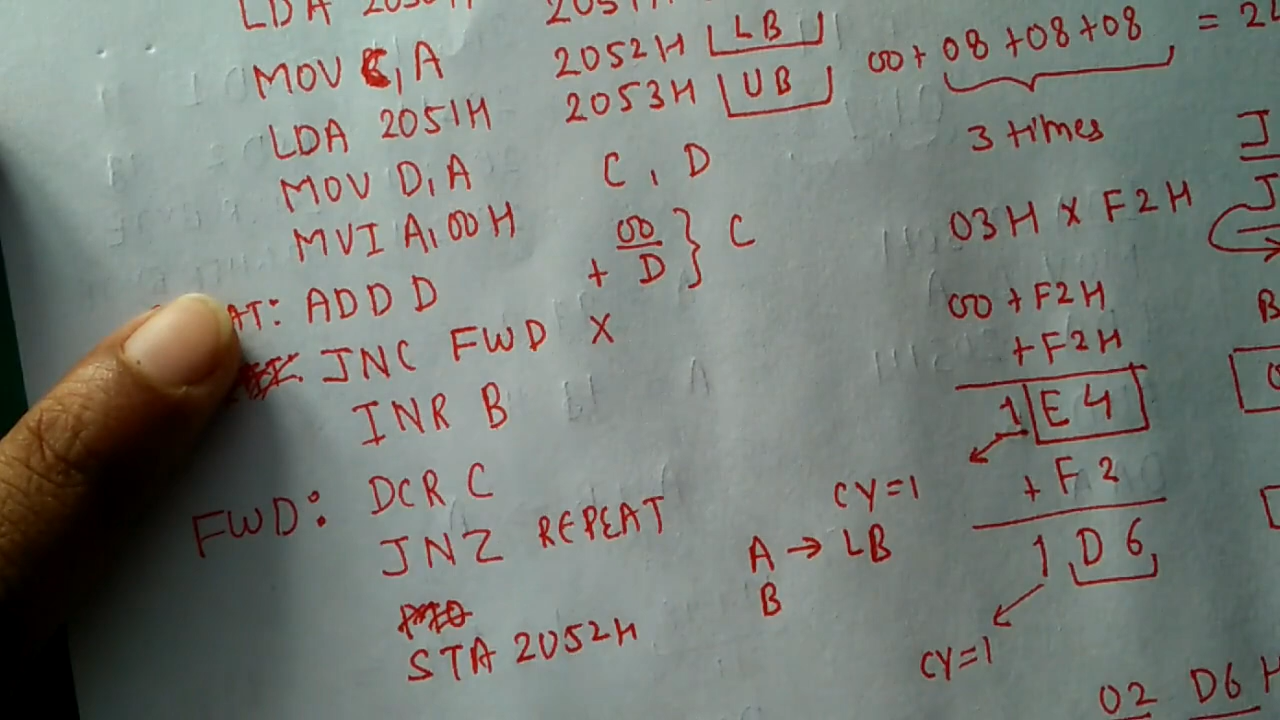 LDA
MOV C, A
LDA 2051H
MOV D, A
MVI A, 00H
AT: ADD D
JNC FWD X
INR B
FWD: DCR C
JNZ REPEAT
STA 2052H
2052H LB
2053H UB
C, D
00
+ D } C
CY=1
A → LB
B
00+08+08+08 =
3 times
03H X F2H
00+F2H
+F2H
1 E4
+F2
1 D6
CY=1
02 D6 H